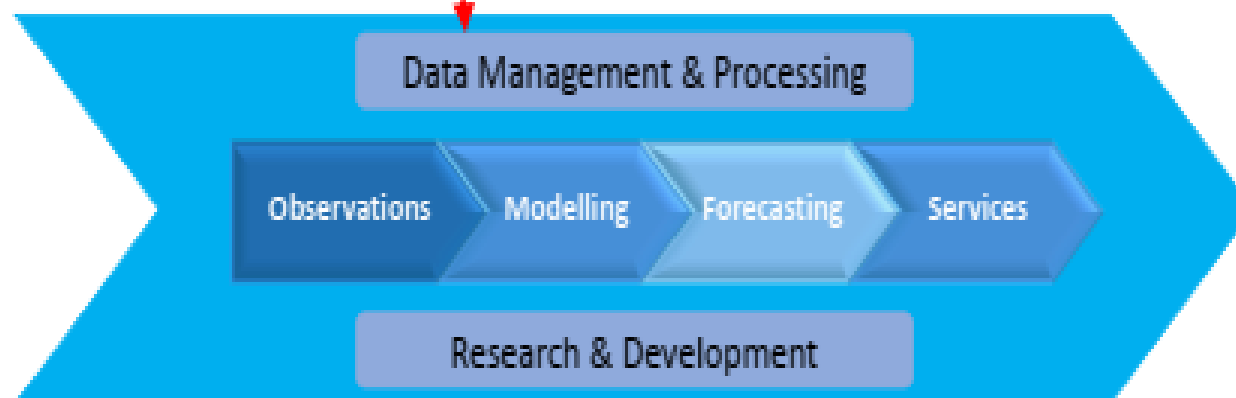 Data Management & Processing
Observations Modelling Forecasting Services
Research & Development